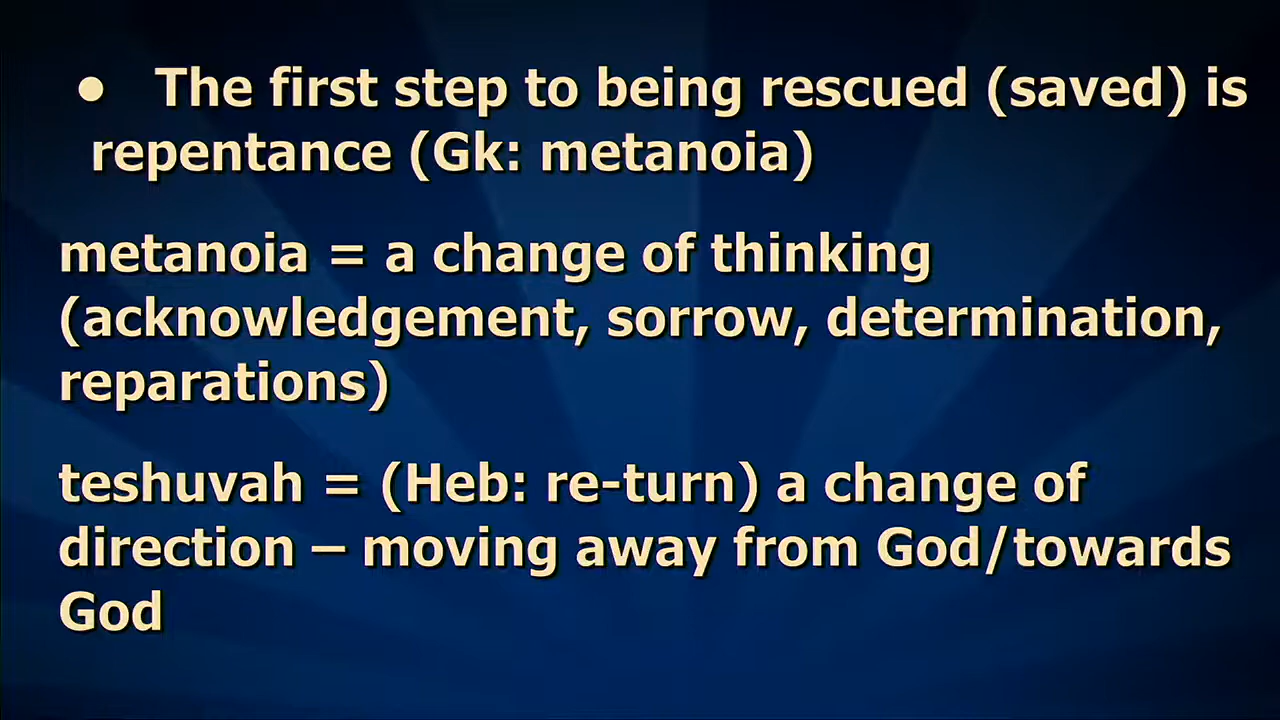 ● The first step to being rescued (saved) is
repentance (Gk: metanoia)
metanoia = a change of thinking
(acknowledgement, sorrow, determination,
reparations)
teshuvah = (Heb: re-turn) a change of
direction – moving away from God/towards
God